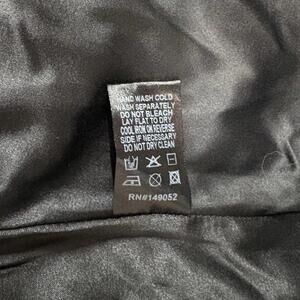 HAND WASH COLD
WASH SEPARATELY
DO NOT BLEACH
LAY FLAT TO DRY
COOL IRON ON REVERSE
SIDE IF NECESSARY
DO NOT DRY CLEAN
RN#149052